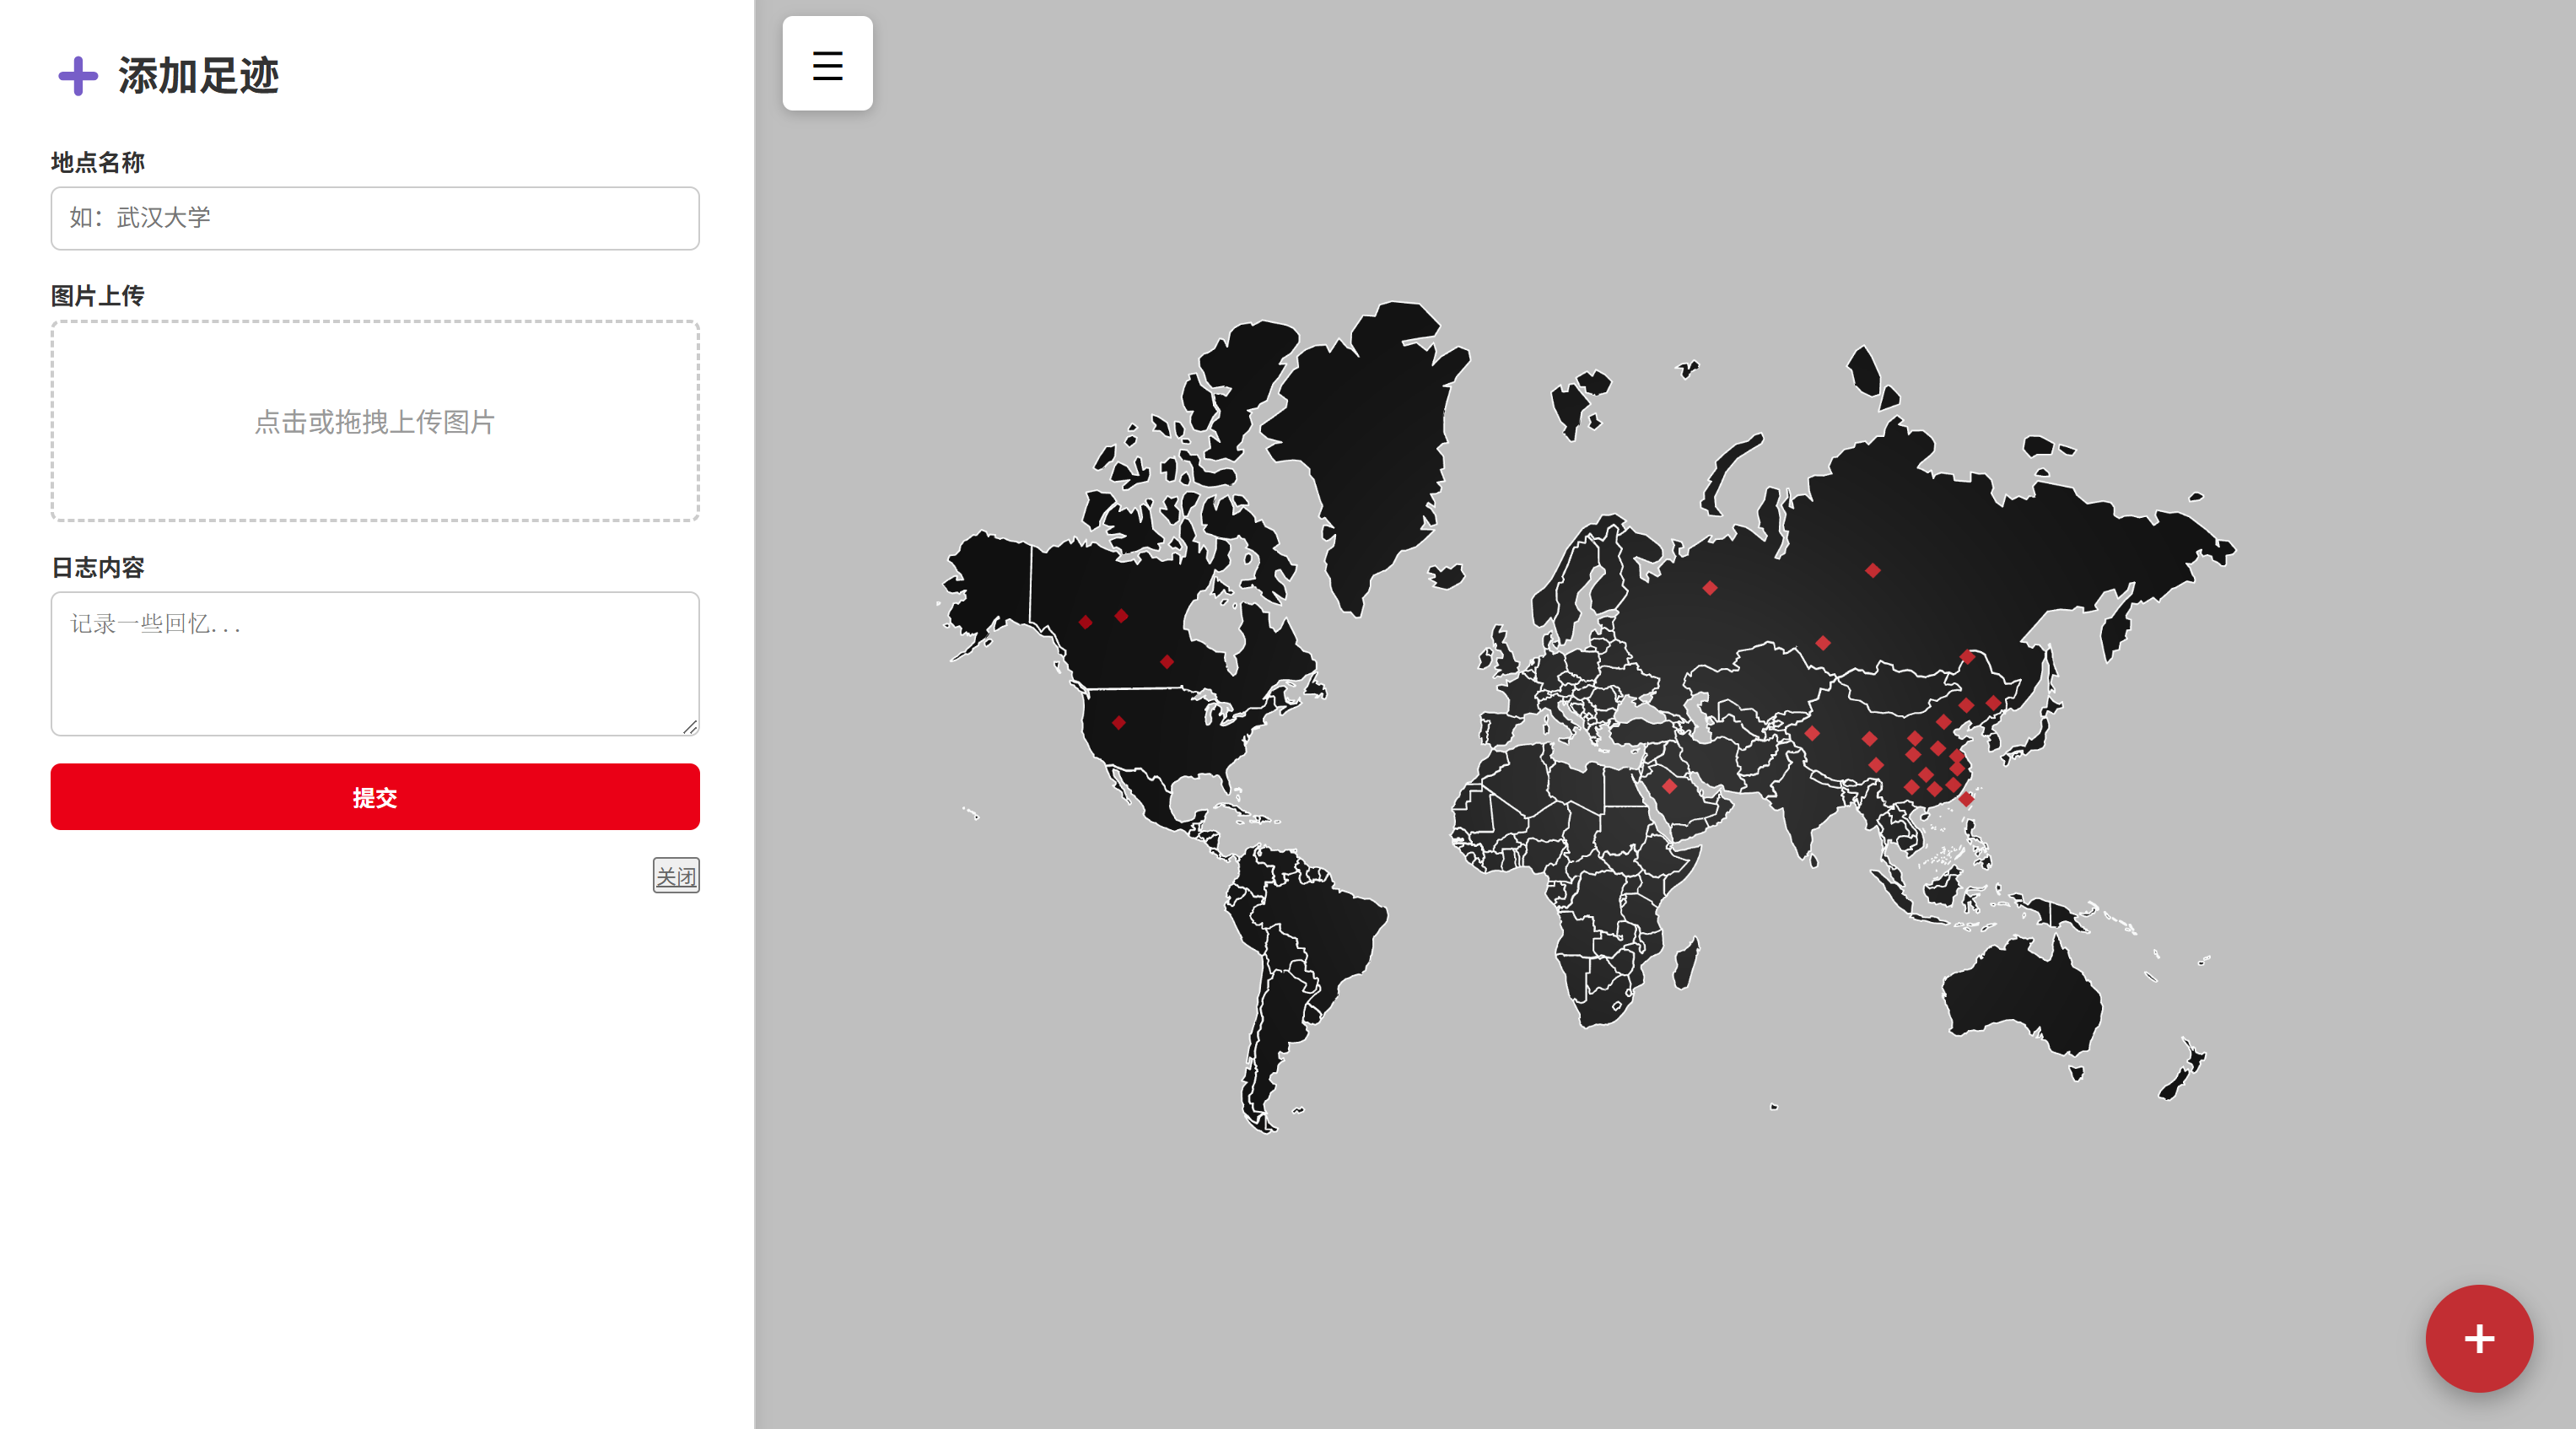 添加足迹
地点名称
如：武汉大学
图片上传
点击或拖拽上传图片
日志内容
记录一些回忆...
提交
关闭